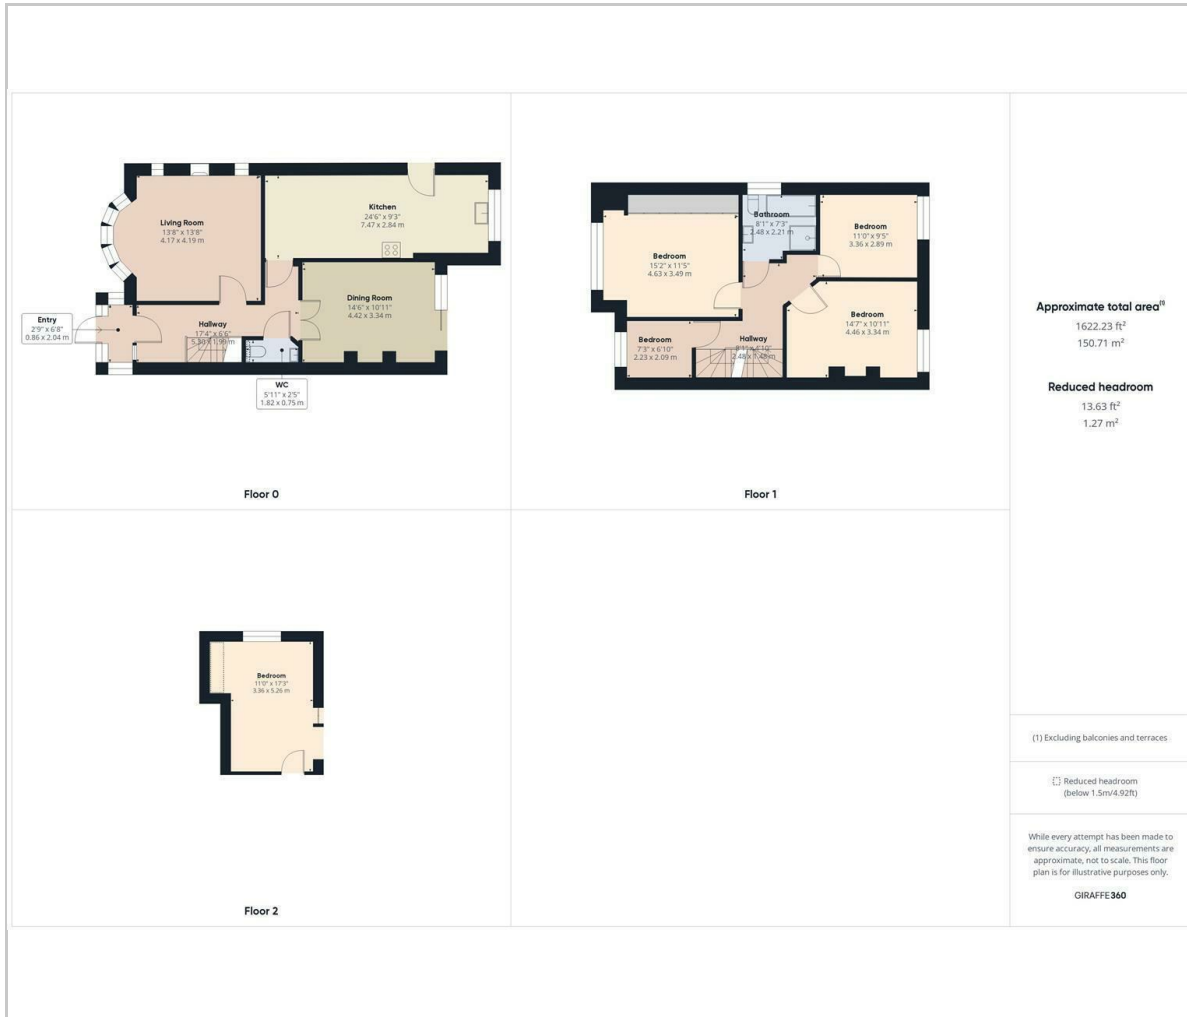 Living Room
13'8" x 13'8"
4.17 x 4.19 m
Kitchen
24'6" x 9'3"
7.47 x 2.84 m
Dining Room
14'6" x 10'11"
4.42 x 3.34 m
Entry
2'9" x 6'8"
0.86 x 2.04 m
Hallway
17'4" x 6'6"
WC
5'11" x 2'5"
1.82 x 0.75 m
Floor 0
Bedroom
15'2" x 11'5"
4.63 x 3.49 m
Bathroom
8'1" x 7'3"
2.48 x 2.21 m
Bedroom
11'0" x 9'5"
3.36 x 2.89 m
Bedroom
14'7" x 10'11"
4.46 x 3.34 m
Bedroom
7'3" x 6'10"
2.23 x 2.09 m
Hallway
8'1" x 4'10"
2.48 x 1.48 m
Floor 1
Bedroom
11'0" x 17'3"
3.36 x 5.26 m
Floor 2
Approximate total area⁽¹⁾
1622.23 ft²
150.71 m²
Reduced headroom
13.63 ft²
1.27 m²
(1) Excluding balconies and terraces
Reduced headroom
(below 1.5m/4.92ft)
While every attempt has been made to
ensure accuracy, all measurements are
approximate, not to scale. This floor
plan is for illustrative purposes only.
GIRAFFE360